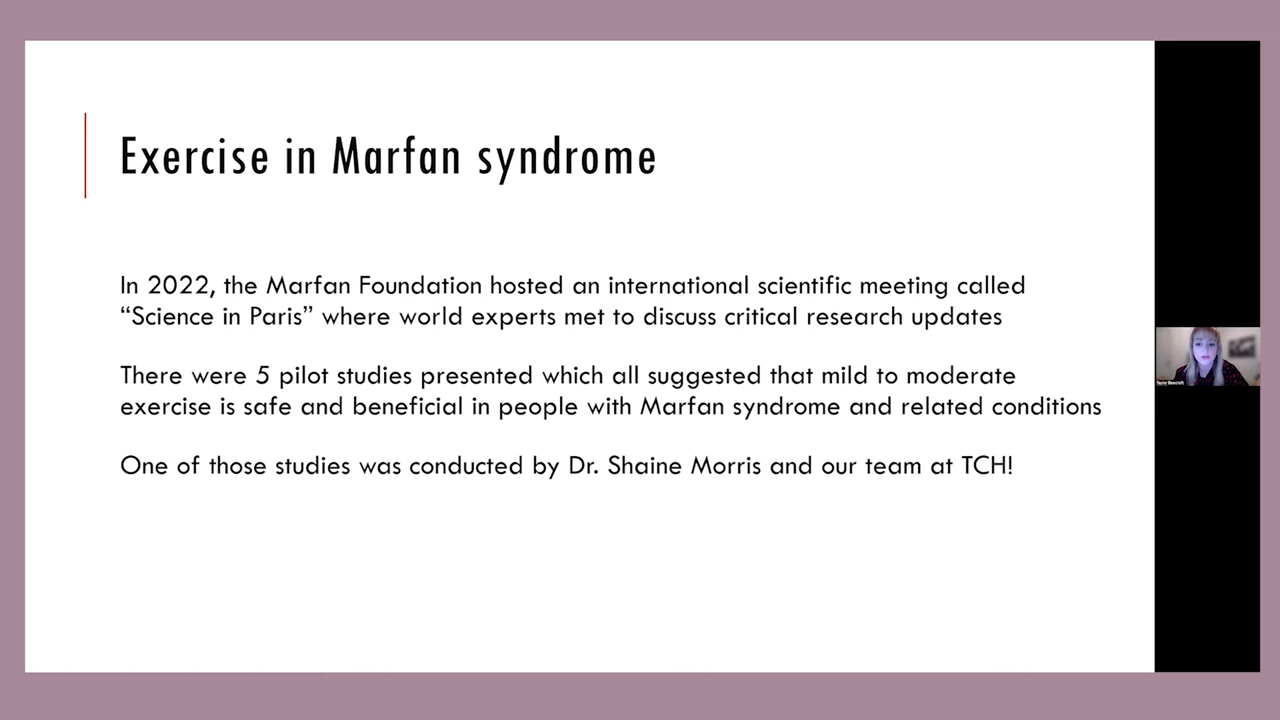 Exercise in Marfan syndrome
In 2022, the Marfan Foundation hosted an international scientific meeting called
“Science in Paris” where world experts met to discuss critical research updates
There were 5 pilot studies presented which all suggested that mild to moderate
exercise is safe and beneficial in people with Marfan syndrome and related conditions
One of those studies was conducted by Dr. Shaine Morris and our team at TCH!
Taylor Beecroft